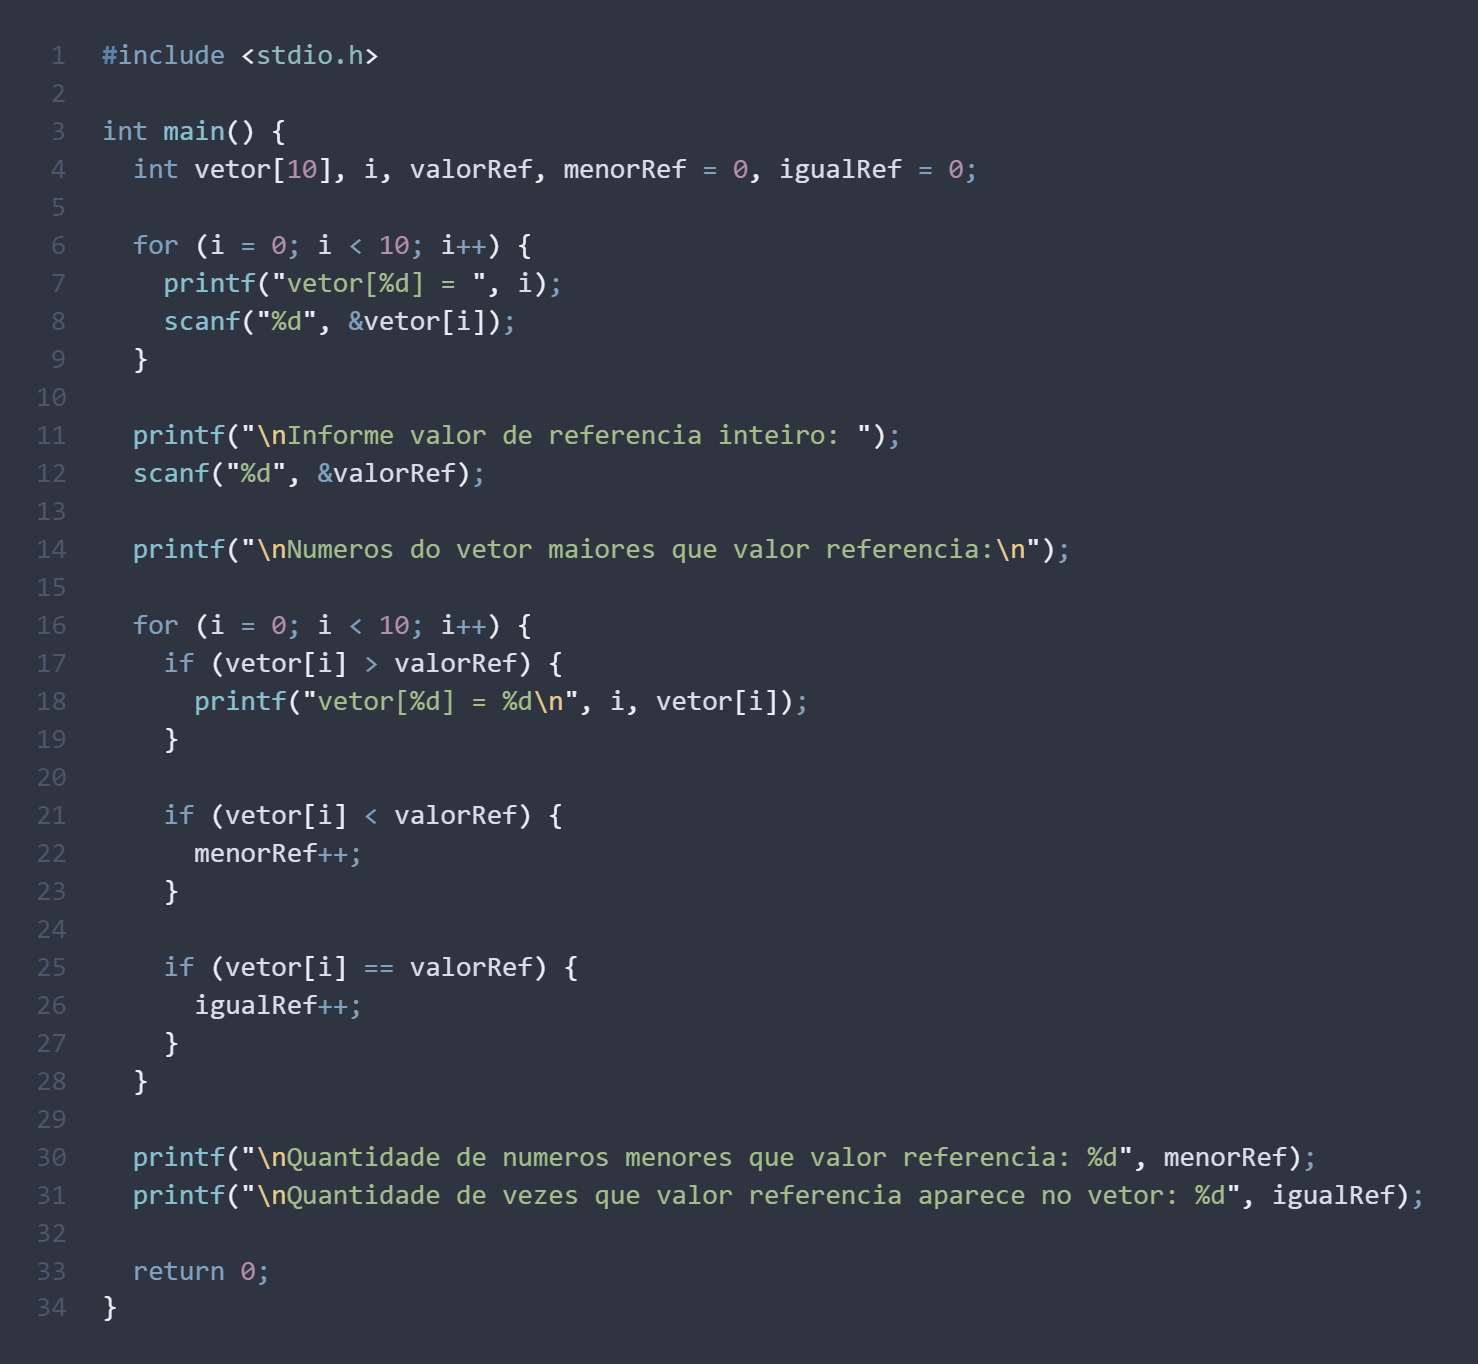 1 #include <stdio.h>
2
3 int main() {
4   int vetor[10], i, valorRef, menorRef = 0, igualRef = 0;
5
6   for (i = 0; i < 10; i++) {
7     printf("vetor[%d] = ", i);
8     scanf("%d", &vetor[i]);
9   }
10
11   printf("\nInforme valor de referencia inteiro: ");
12   scanf("%d", &valorRef);
13
14   printf("\nNumeros do vetor maiores que valor referencia:\n");
15
16   for (i = 0; i < 10; i++) {
17     if (vetor[i] > valorRef) {
18       printf("vetor[%d] = %d\n", i, vetor[i]);
19     }
20
21     if (vetor[i] < valorRef) {
22       menorRef++;
23     }
24
25     if (vetor[i] == valorRef) {
26       igualRef++;
27     }
28   }
29
30   printf("\nQuantidade de numeros menores que valor referencia: %d", menorRef);
31   printf("\nQuantidade de vezes que valor referencia aparece no vetor: %d", igualRef);
32
33   return 0;
34 }